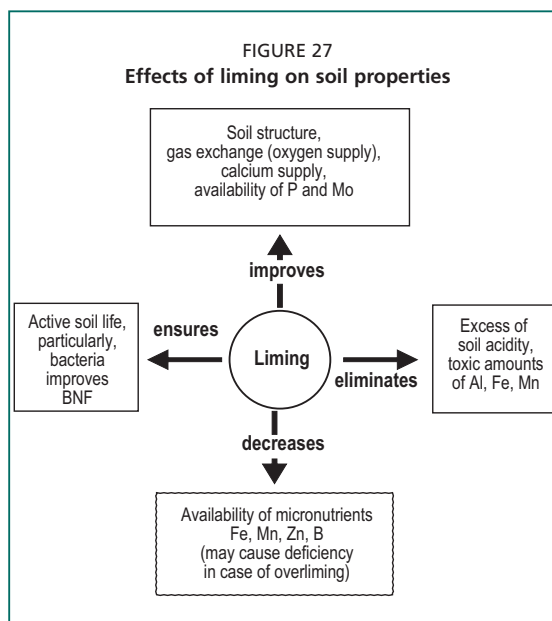 FIGURE 27
Effects of liming on soil properties
Soil structure,
gas exchange (oxygen supply),
calcium supply,
availability of P and Mo
improves
Active soil life,
particularly,
bacteria
improves
BNF
ensures
Liming
eliminates
Excess of
soil acidity,
toxic amounts
of Al, Fe, Mn
decreases
Availability of micronutrients
Fe, Mn, Zn, B
(may cause deficiency
in case of overliming)